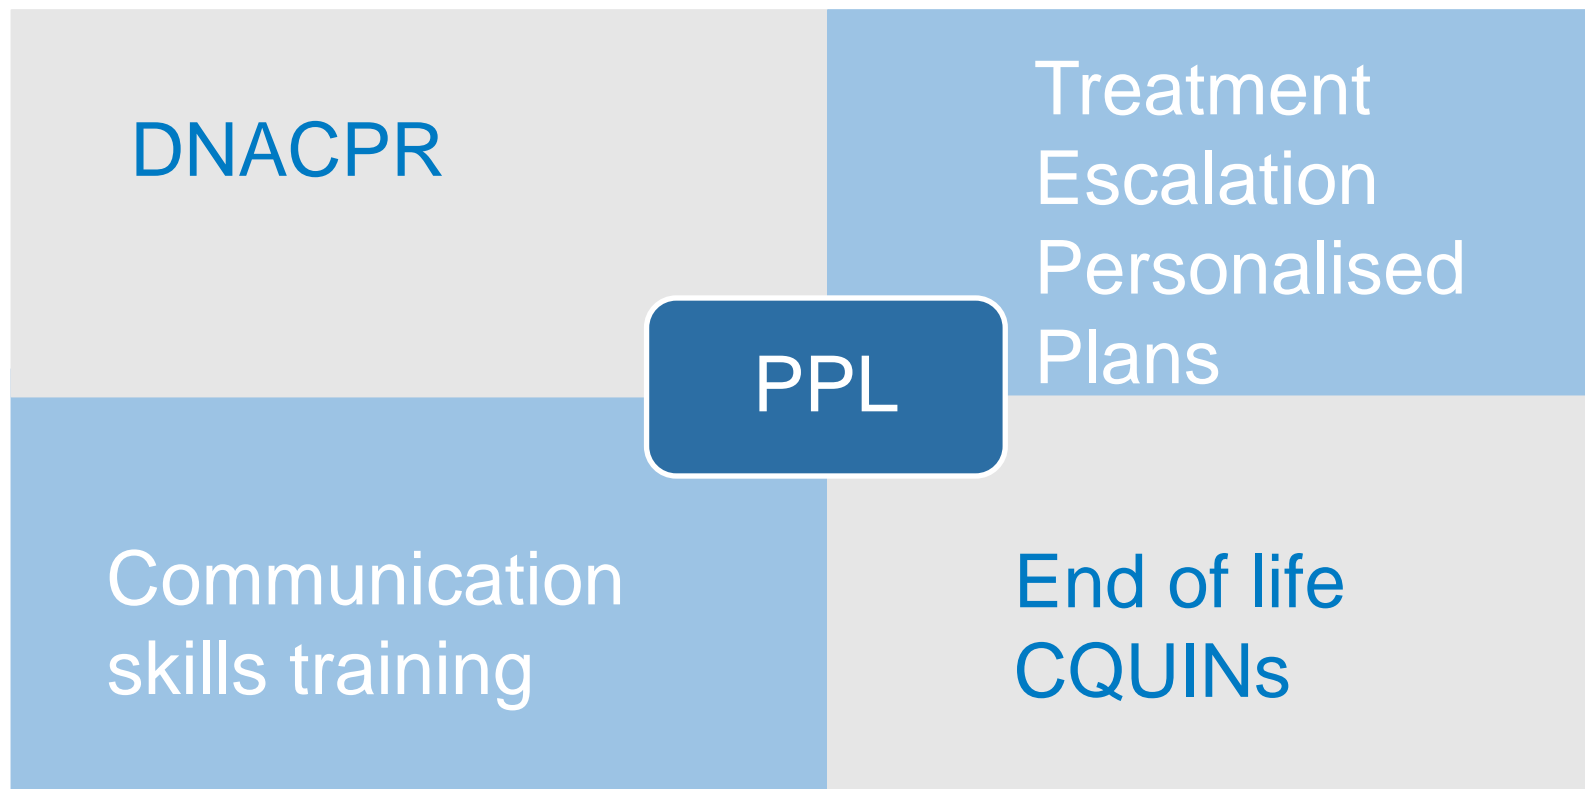 DNACPR
Treatment
Escalation
Personalised
Plans
PPL
Communication
skills training
End of life
CQUINs